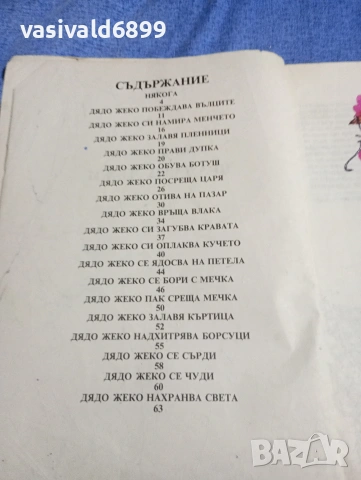 vasivald6899
СЪДЪРЖАНИЕ
НЯКОГА
4
ДЯДО ЖЕКО ПОБЕЖДАВА ВЪЛЦИТЕ
11
ДЯДО ЖЕКО СИ НАМИРА МЕНЧЕТО
16
ДЯДО ЖЕКО ЗАЛАВЯ ПЛЕННИЦИ
19
ДЯДО ЖЕКО ПРАВИ ДУПКА
20
ДЯДО ЖЕКО ОБУВА БОТУШ
22
ДЯДО ЖЕКО ПОСРЕЩА ЦАРЯ
26
ДЯДО ЖЕКО ОТИВА НА ПАЗАР
30
ДЯДО ЖЕКО ВРЪЩА ВЛАКА
34
ДЯДО ЖЕКО СИ ЗАГУБВА КРАВАТА
37
ДЯДО ЖЕКО СИ ОПЛАКВА КУЧЕТО
40
ДЯДО ЖЕКО СЕ ЯДОСВА НА ПЕТЕЛА
44
ДЯДО ЖЕКО СЕ БОРИ С МЕЧКА
46
ДЯДО ЖЕКО ПАК СРЕЩА МЕЧКА
50
ДЯДО ЖЕКО ЗАЛАВЯ КЪРТИЦА
52
ДЯДО ЖЕКО НАДХИТРЯВА БОРСУЦИ
55
ДЯДО ЖЕКО СЕ СЪРДИ
58
ДЯДО ЖЕКО СЕ ЧУДИ
60
ДЯДО ЖЕКО НАХРАНВА СВЕТА
63
BAZAR
bg